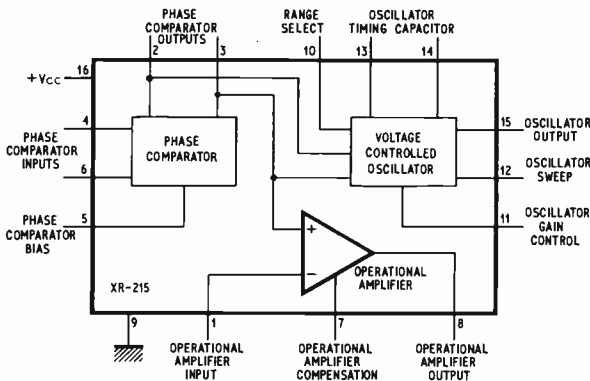 PHASE
COMPARATOR
OUTPUTS
RANGE
SELECT
OSCILLATOR
TIMING CAPACITOR
2
3
10
13
14
+Vcc
16
4
PHASE
COMPARATOR
INPUTS
6
PHASE
COMPARATOR
VOLTAGE
CONTROLLED
OSCILLATOR
15
OSCILLATOR
OUTPUT
12
OSCILLATOR
SWEEP
11
OSCILLATOR
GAIN
CONTROL
5
PHASE
COMPARATOR
BIAS
+
−
OPERATIONAL
AMPLIFIER
XR-215
9
1
7
8
OPERATIONAL
AMPLIFIER
INPUT
OPERATIONAL
AMPLIFIER
COMPENSATION
OPERATIONAL
AMPLIFIER
OUTPUT